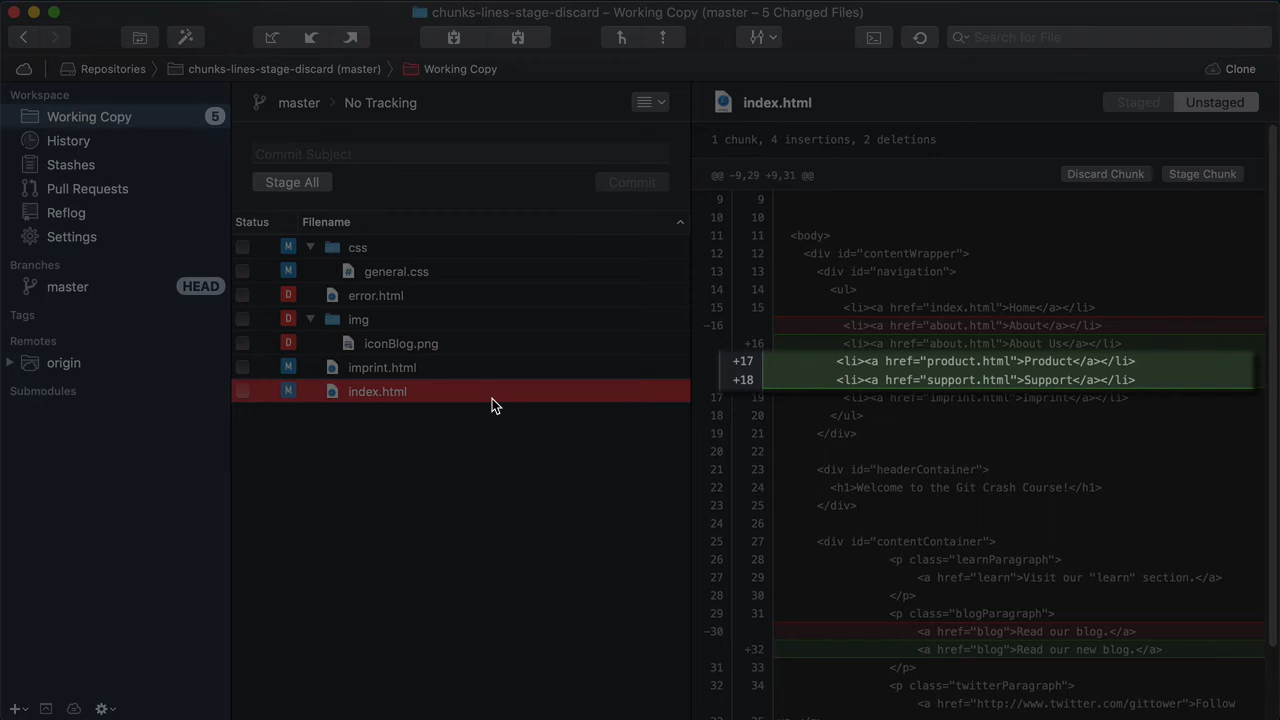 chunks-lines-stage-discard – Working Copy (master – 5 Changed Files)
Search for File
Repositories
chunks-lines-stage-discard (master)
Working Copy
Clone
Workspace
Working Copy
5
History
Stashes
Pull Requests
Reflog
Settings
Branches
master
HEAD
Tags
Remotes
origin
Submodules
master
No Tracking
Commit Subject
Stage All
Commit
Status
Filename
M
css
M
# general.css
D
error.html
D
img
D
iconBlog.png
M
imprint.html
M
index.html
index.html
Staged
Unstaged
1 chunk, 4 insertions, 2 deletions
@@ -9,29 +9,31 @@
Discard Chunk
Stage Chunk
9 9
10 10
11 11 <body>
12 12 <div id="contentWrapper">
13 13 <div id="navigation">
14 14 <ul>
15 15 <li><a href="index.html">Home</a></li>
-16 <li><a href="about.html">About</a></li>
+16 <li><a href="about.html">About Us</a></li>
+17 <li><a href="product.html">Product</a></li>
+18 <li><a href="support.html">Support</a></li>
17 19 <li><a href="imprint.html">Imprint</a></li>
18 20 </ul>
19 21 </div>
20 22
21 23 <div id="headerContainer">
22 24 <h1>Welcome to the Git Crash Course!</h1>
23 25 </div>
24 26
25 27 <div id="contentContainer">
26 28 <p class="learnParagraph">
27 29 <a href="learn">Visit our "learn" section.</a>
28 30 </p>
29 31 <p class="blogParagraph">
-30 <a href="blog">Read our blog.</a>
+32 <a href="blog">Read our new blog.</a>
31 33 </p>
32 34 <p class="twitterParagraph">
<a href="http://www.twitter.com/gittower">Follow